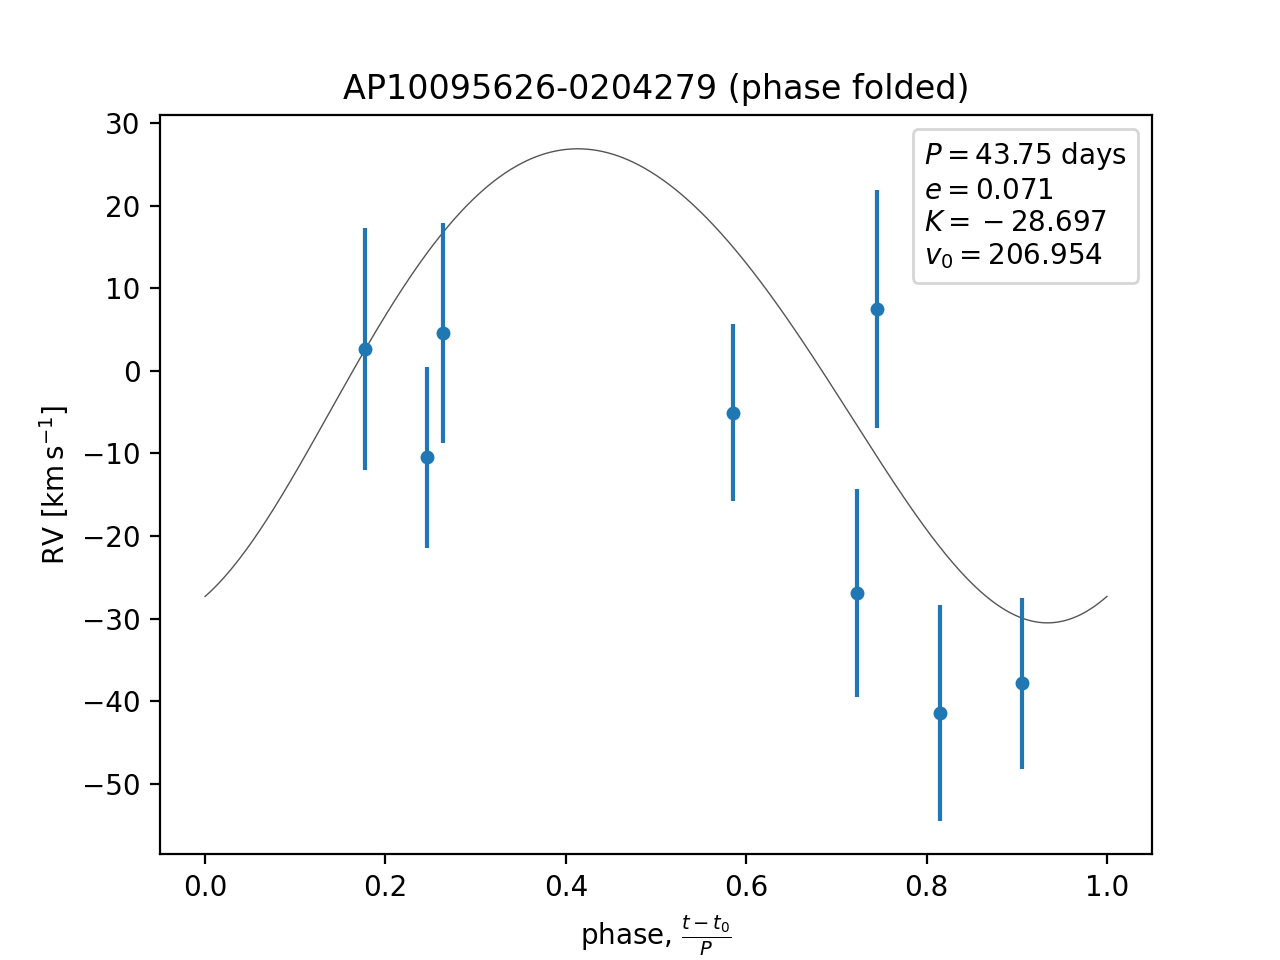 AP10095626-0204279 (phase folded)
P = 43.75 days
e = 0.071
K = −28.697
v₀ = 206.954
30
20
10
0
−10
−20
−30
−40
−50
RV [km s⁻¹]
0.0 0.2 0.4 0.6 0.8 1.0
phase, (t − t₀)/P